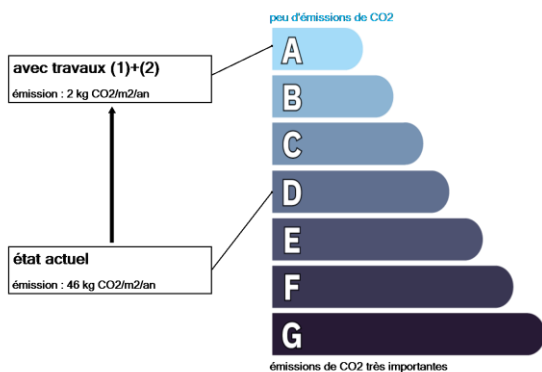 peu d'émissions de CO2
avec travaux (1)+(2)
émission : 2 kg CO2/m2/an
A
B
C
D
état actuel
émission : 46 kg CO2/m2/an
E
F
G
émissions de CO2 très importantes